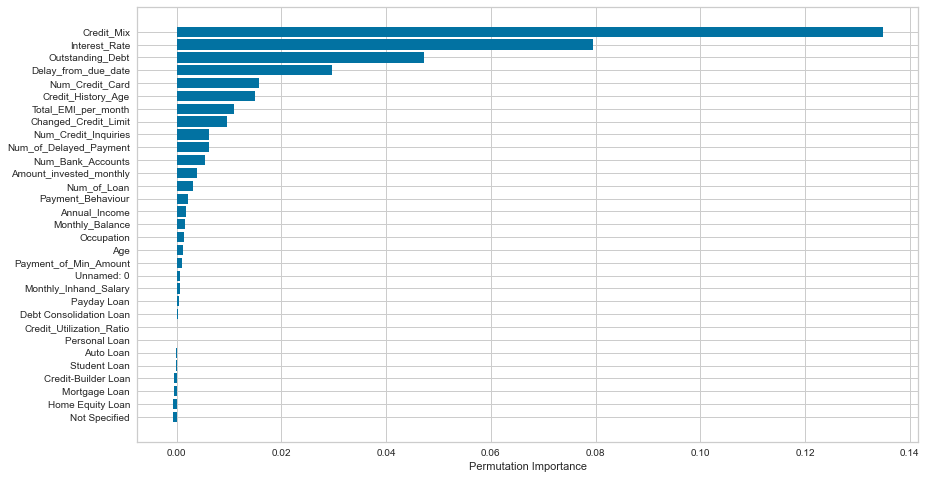 Credit_Mix
Interest_Rate
Outstanding_Debt
Delay_from_due_date
Num_Credit_Card
Credit_History_Age
Total_EMI_per_month
Changed_Credit_Limit
Num_Credit_Inquiries
Num_of_Delayed_Payment
Num_Bank_Accounts
Amount_invested_monthly
Num_of_Loan
Payment_Behaviour
Annual_Income
Monthly_Balance
Occupation
Age
Payment_of_Min_Amount
Unnamed: 0
Monthly_Inhand_Salary
Payday Loan
Debt Consolidation Loan
Credit_Utilization_Ratio
Personal Loan
Auto Loan
Student Loan
Credit-Builder Loan
Mortgage Loan
Home Equity Loan
Not Specified
0.00 0.02 0.04 0.06 0.08 0.10 0.12 0.14
Permutation Importance